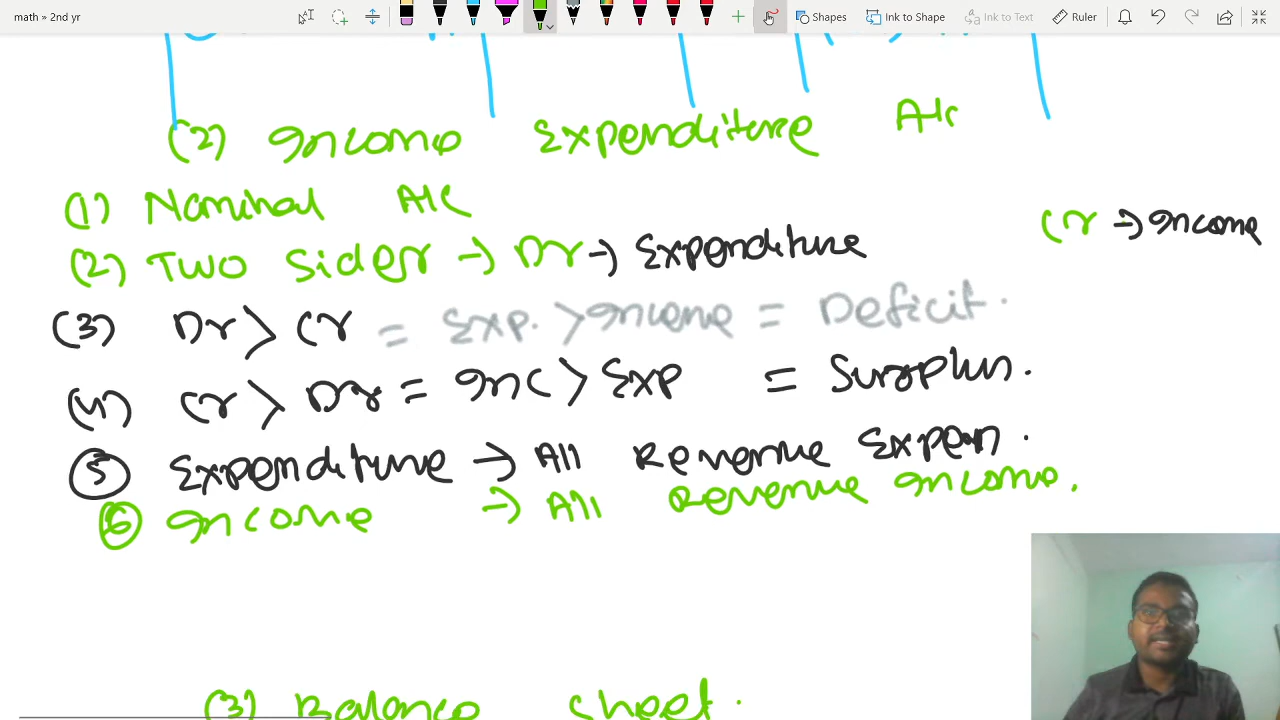 math » 2nd yr
Shapes Ink to Shape Ink to Text Ruler
(2) Income Expenditure A/c
(1) Nominal A/c
(2) Two Sides → Dr → Expenditure Cr → Income
(3) Dr > Cr = Exp. > Income = Deficit.
(4) Cr > Dr = Inc > Exp = Surplus.
(5) Expenditure → All Revenue Expen.
(6) Income → All Revenue Income.
(3) Balance Sheet.